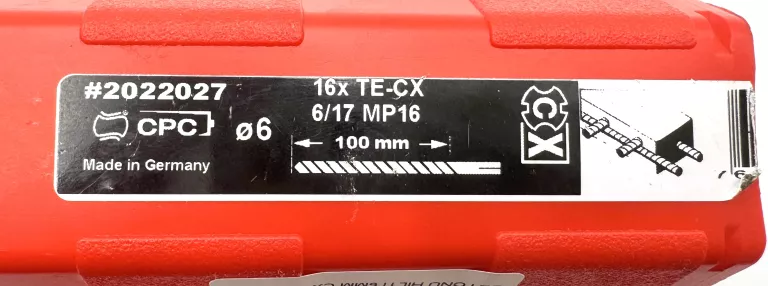 #2022027
16x TE-CX
6/17 MP16
CPC
ø6
100 mm
Made in Germany
CX